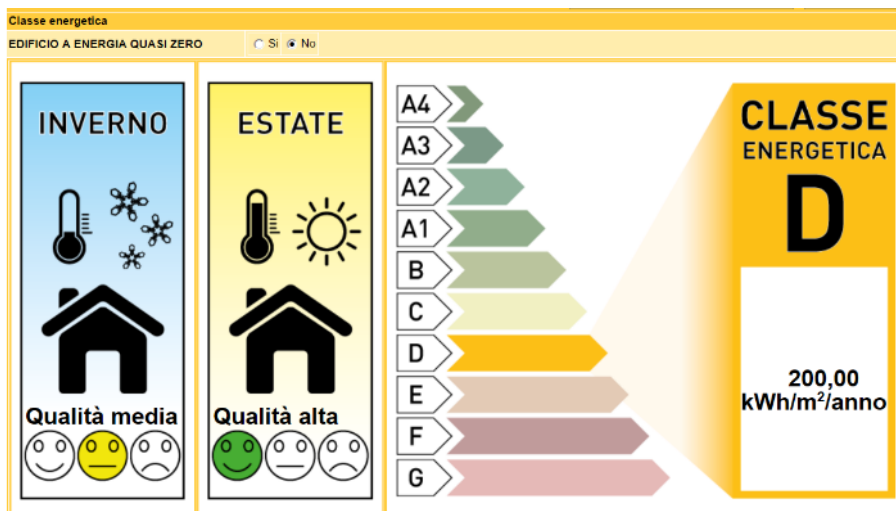 Classe energetica
EDIFICIO A ENERGIA QUASI ZERO Si No
INVERNO
Qualità media
ESTATE
Qualità alta
A4
A3
A2
A1
B
C
D
E
F
G
CLASSE
ENERGETICA
D
200,00
kWh/m²/anno